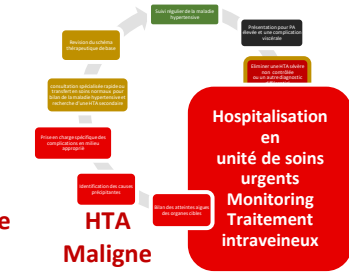 Suivi régulier de la maladie
hypertensive
Présentation pour PA
élevée et une complication
viscérale
Eliminer une HTA sévère
non contrôlée
ou un autre diagnostic
Hospitalisation
en
unité de soins
urgents
Monitoring
Traitement
intraveineux
Bilan des atteintes aigues
des organes cibles
Identification des causes
précipitantes
Prise en charge spécifique des
complications en milieu
approprié
Consultation spécialisée rapide ou
transfert en soins normaux pour
bilan de la maladie hypertensive et
recherche d'une HTA secondaire
Révision du schéma
thérapeutique de base
e
HTA
Maligne